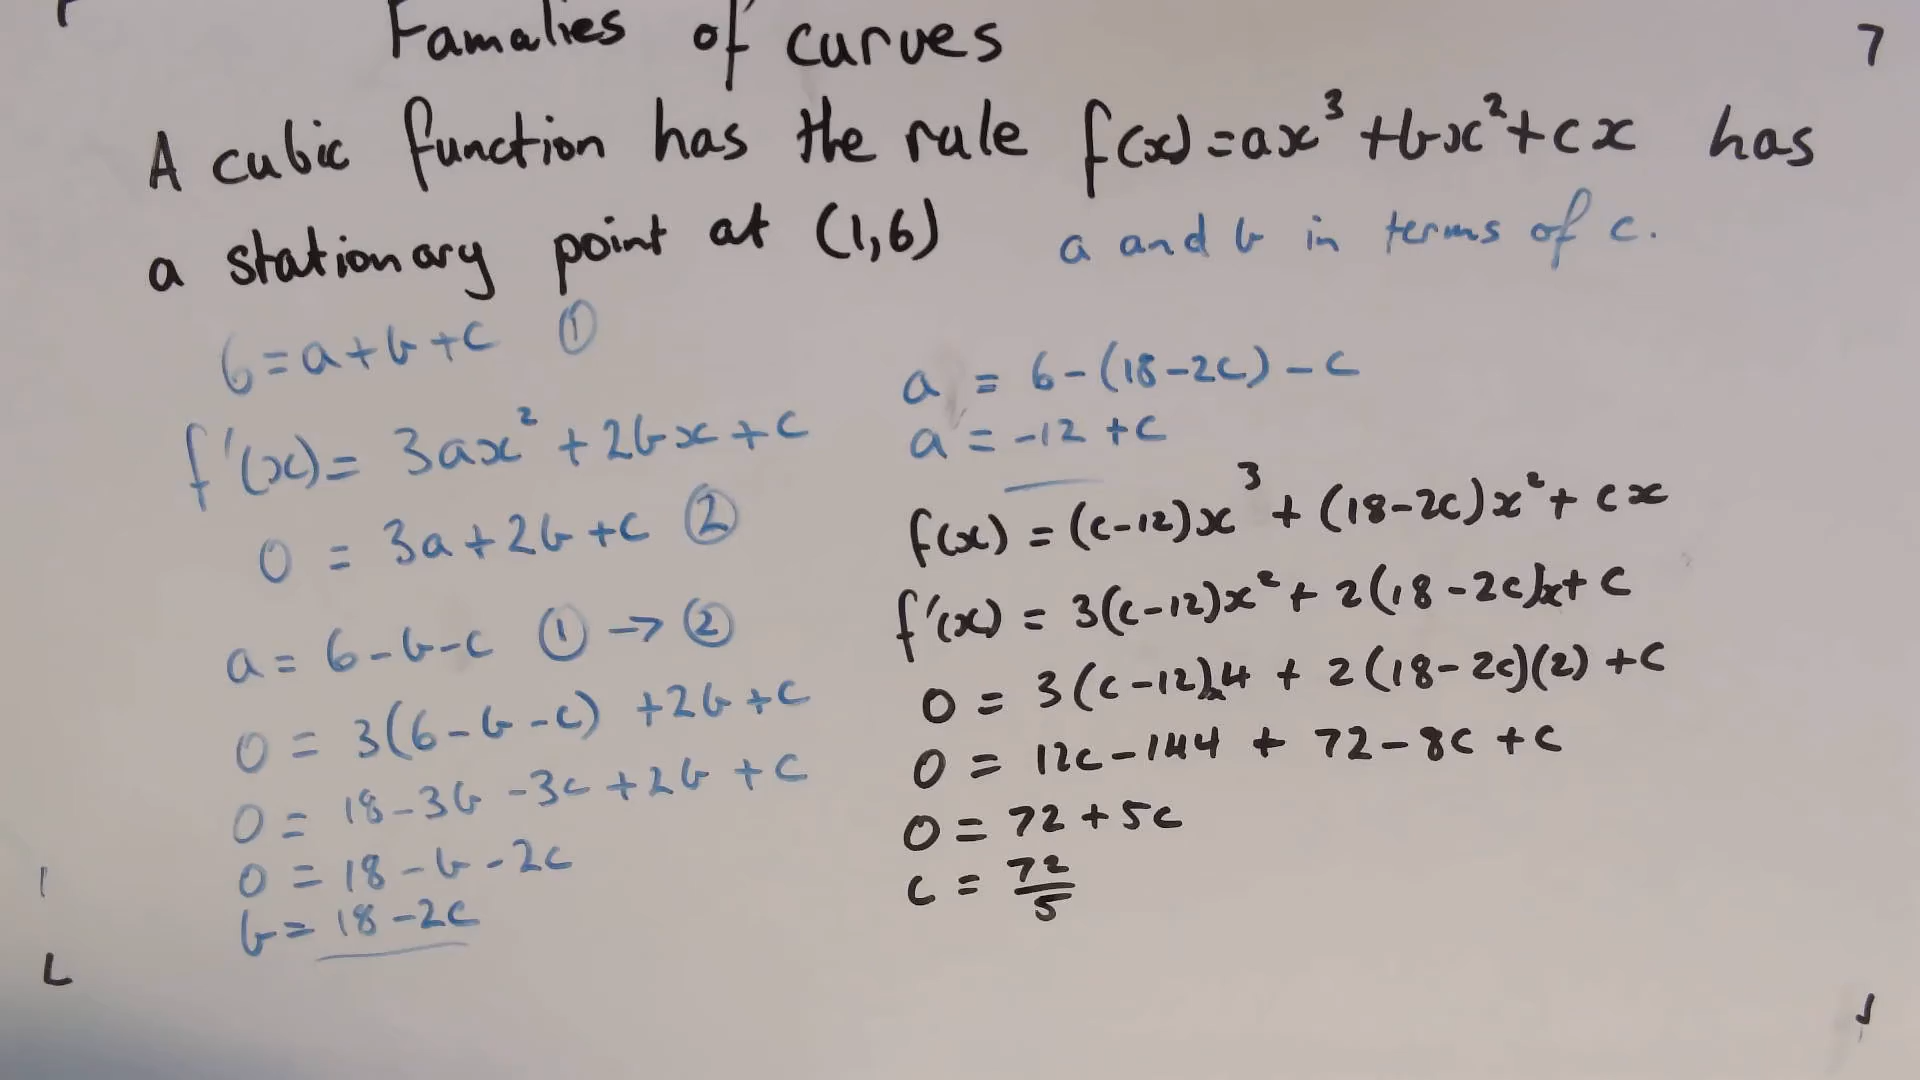 Famalies of curves
7
A cubic function has the rule f(x)=ax³+bx²+cx has
a stationary point at (1,6)
a and b in terms of c.
6=a+b+c ①
f'(x)= 3ax²+2bx+c
0 = 3a+2b+c ②
a = 6-b-c ① → ②
0 = 3(6-b-c) +2b+c
0 = 18-3b-3c+2b+c
0 = 18-b-2c
b = 18-2c
a = 6-(18-2c)-c
a = -12+c
f(x) = (c-12)x³ + (18-2c)x²+cx
f'(x) = 3(c-12)x²+2(18-2c)x+c
0 = 3(c-12)4 + 2(18-2c)(2)+c
0 = 12c-144 + 72-8c+c
0 = 72+5c
c = 72/5